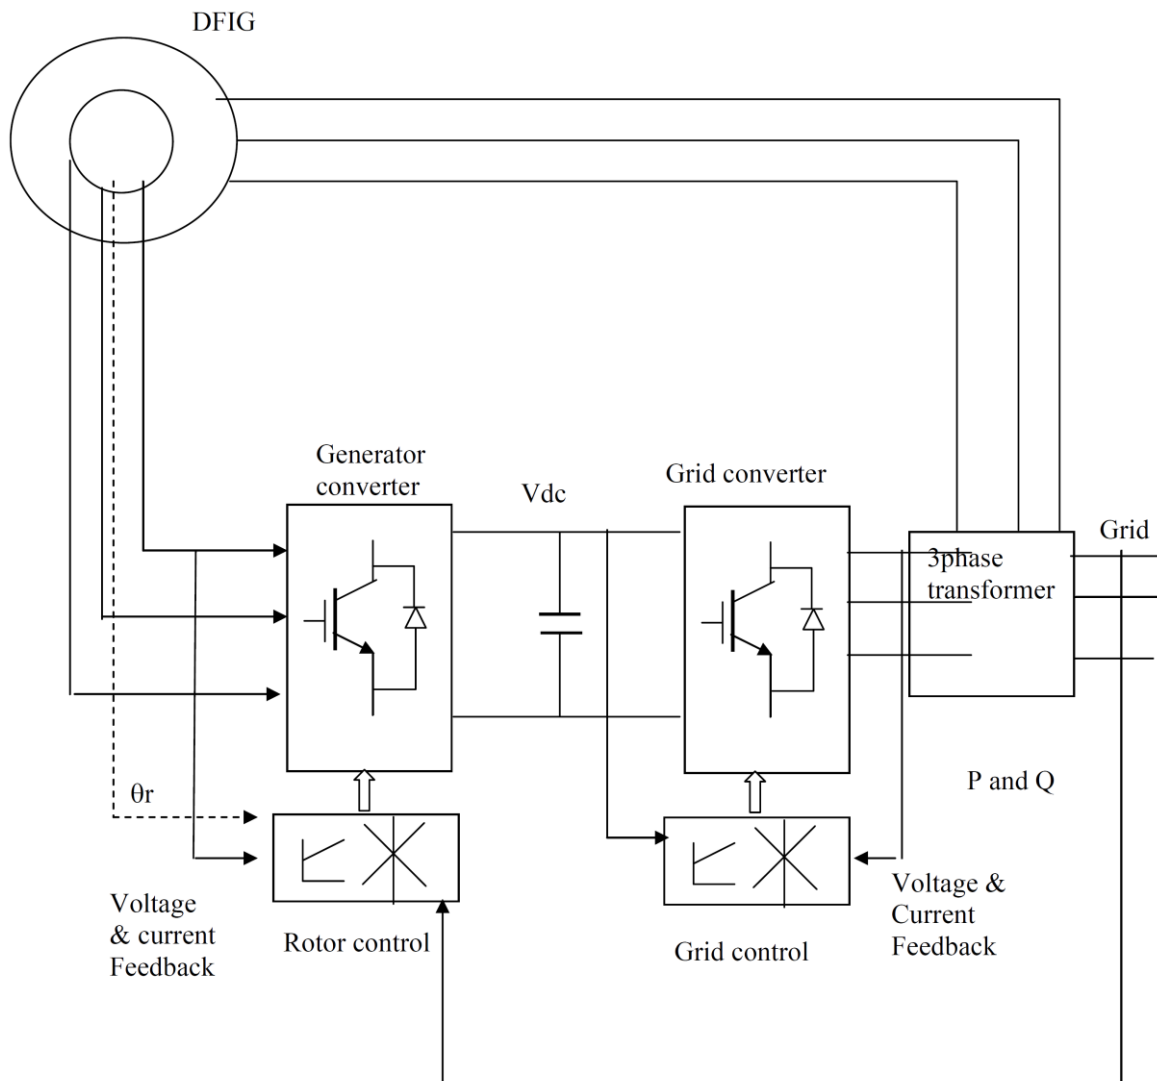 DFIG
Generator
converter
Vdc
Grid converter
Grid
3phase
transformer
θr
P and Q
Voltage
& current
Feedback
Rotor control
Grid control
Voltage &
Current
Feedback